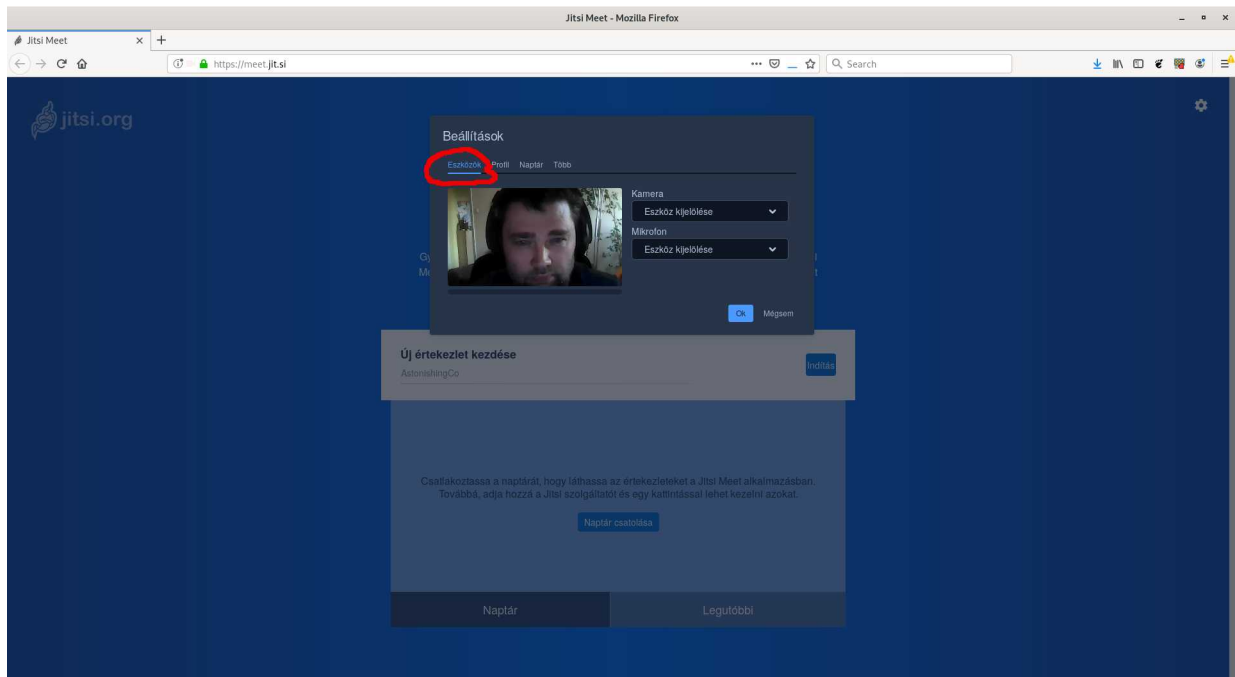 Jitsi Meet - Mozilla Firefox
Jitsi Meet
https://meet.jit.si
Search
jitsi.org
Beállítások
Eszközök Profil Naptár Több
Kamera
Eszköz kijelölése
Mikrofon
Eszköz kijelölése
Ok Mégsem
Új értekezlet kezdése
AstonishingCo
Indítás
Csatlakoztassa a naptárát, hogy láthassa az értekezleteket a Jitsi Meet alkalmazásban.
Továbbá, adja hozzá a Jitsi szolgáltatót és egy kattintással lehet kezelni azokat.
Naptár csatolása
Naptár Legutóbbi